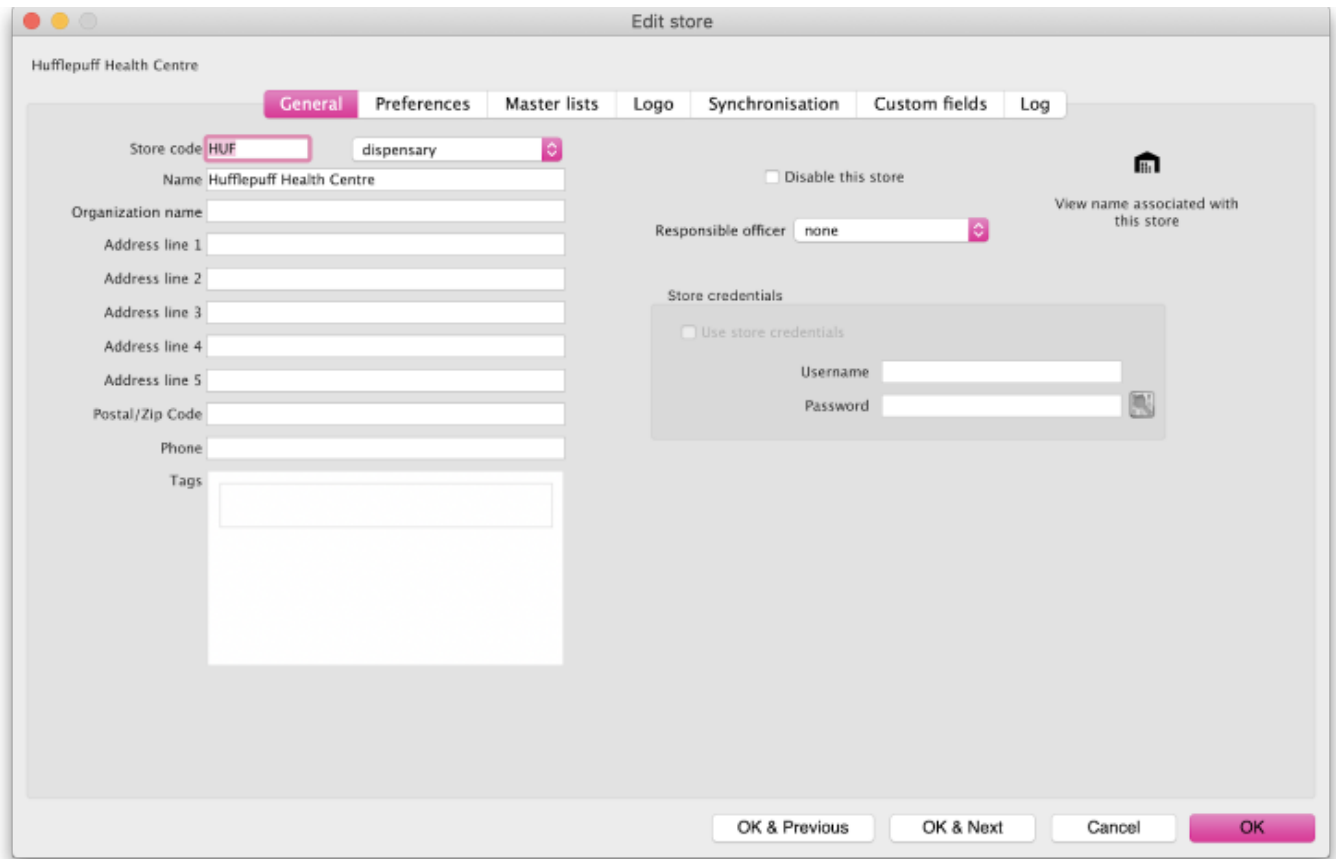 Edit store
Hufflepuff Health Centre
General Preferences Master lists Logo Synchronisation Custom fields Log
Store code HUF dispensary
Name Hufflepuff Health Centre
Organization name
Address line 1
Address line 2
Address line 3
Address line 4
Address line 5
Postal/Zip Code
Phone
Tags
Disable this store
Responsible officer none
View name associated with
this store
Store credentials
Use store credentials
Username
Password
OK & Previous OK & Next Cancel OK